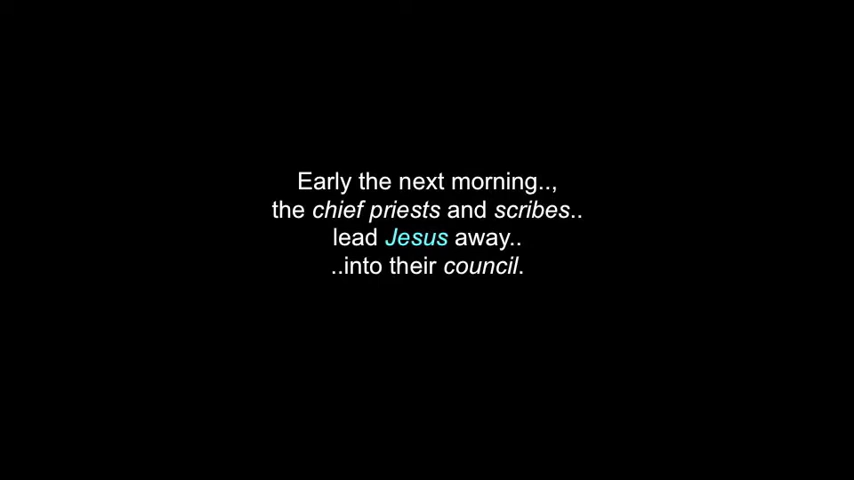 Early the next morning..,
the chief priests and scribes..
lead Jesus away..
..into their council.